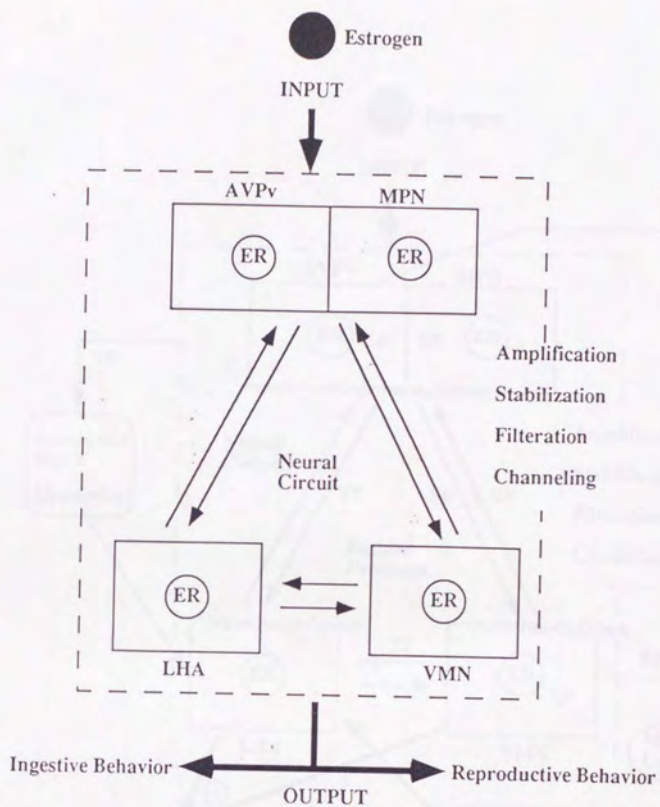 Estrogen
INPUT
AVPv MPN
ER ER
Amplification
Stabilization
Filteration
Channeling
Neural
Circuit
ER ER
LHA VMN
Ingestive Behavior Reproductive Behavior
OUTPUT